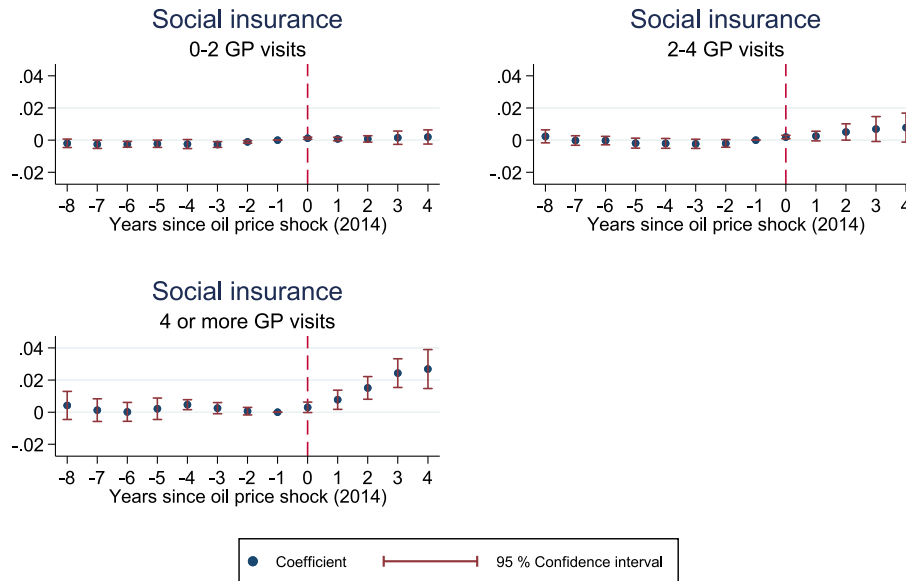 Social insurance
0-2 GP visits
.04
.02
0
-.02
-8 -7 -6 -5 -4 -3 -2 -1 0 1 2 3 4
Years since oil price shock (2014)
Social insurance
2-4 GP visits
.04
.02
0
-.02
-8 -7 -6 -5 -4 -3 -2 -1 0 1 2 3 4
Years since oil price shock (2014)
Social insurance
4 or more GP visits
.04
.02
0
-.02
-8 -7 -6 -5 -4 -3 -2 -1 0 1 2 3 4
Years since oil price shock (2014)
Coefficient 95 % Confidence interval